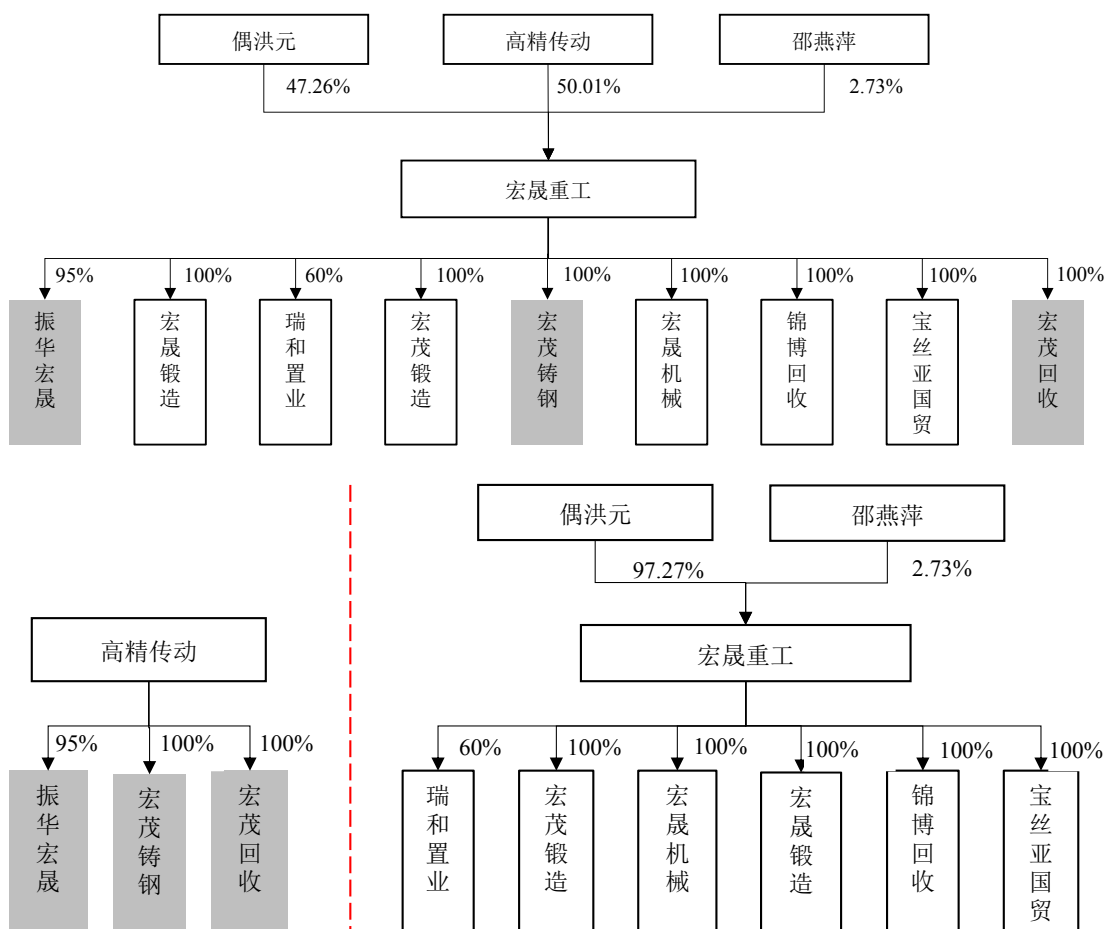 偶洪元
高精传动
邵燕萍
47.26%
50.01%
2.73%
宏晟重工
95%
100%
60%
100%
100%
100%
100%
100%
100%
振华宏晟
宏晟锻造
瑞和置业
宏茂锻造
宏茂铸钢
宏晟机械
锦博回收
宝丝亚国贸
宏茂回收
偶洪元
邵燕萍
97.27%
2.73%
高精传动
宏晟重工
95%
100%
100%
60%
100%
100%
100%
100%
100%
振华宏晟
宏茂铸钢
宏茂回收
瑞和置业
宏茂锻造
宏晟机械
宏晟锻造
锦博回收
宝丝亚国贸